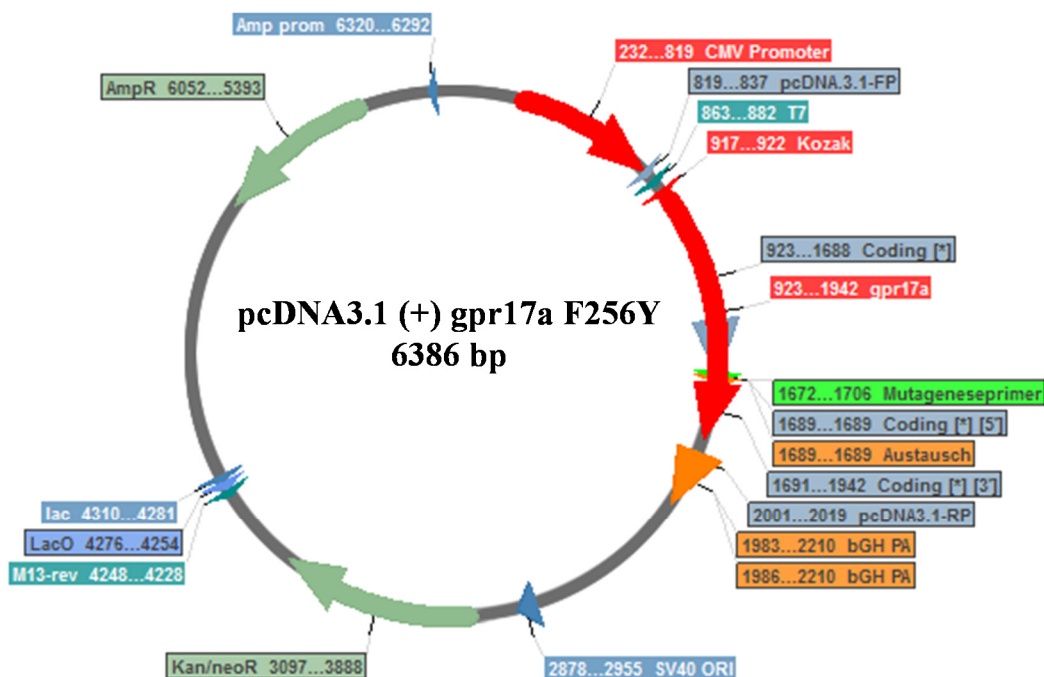 Amp prom 6320...6292
232...819 CMV Promoter
AmpR 6052...5393
819...837 pcDNA.3.1-FP
863...882 T7
917...922 Kozak
923...1688 Coding [*]
923...1942 gpr17a
pcDNA3.1 (+) gpr17a F256Y
6386 bp
1672...1706 Mutageneseprimer
1689...1689 Coding [*] [5']
1689...1689 Austausch
1691...1942 Coding [*] [3']
2001...2019 pcDNA3.1-RP
1983...2210 bGH PA
1986...2210 bGH PA
lac 4310...4281
LacO 4276...4254
M13-rev 4248...4228
Kan/neoR 3097...3888
2878...2955 SV40 ORI